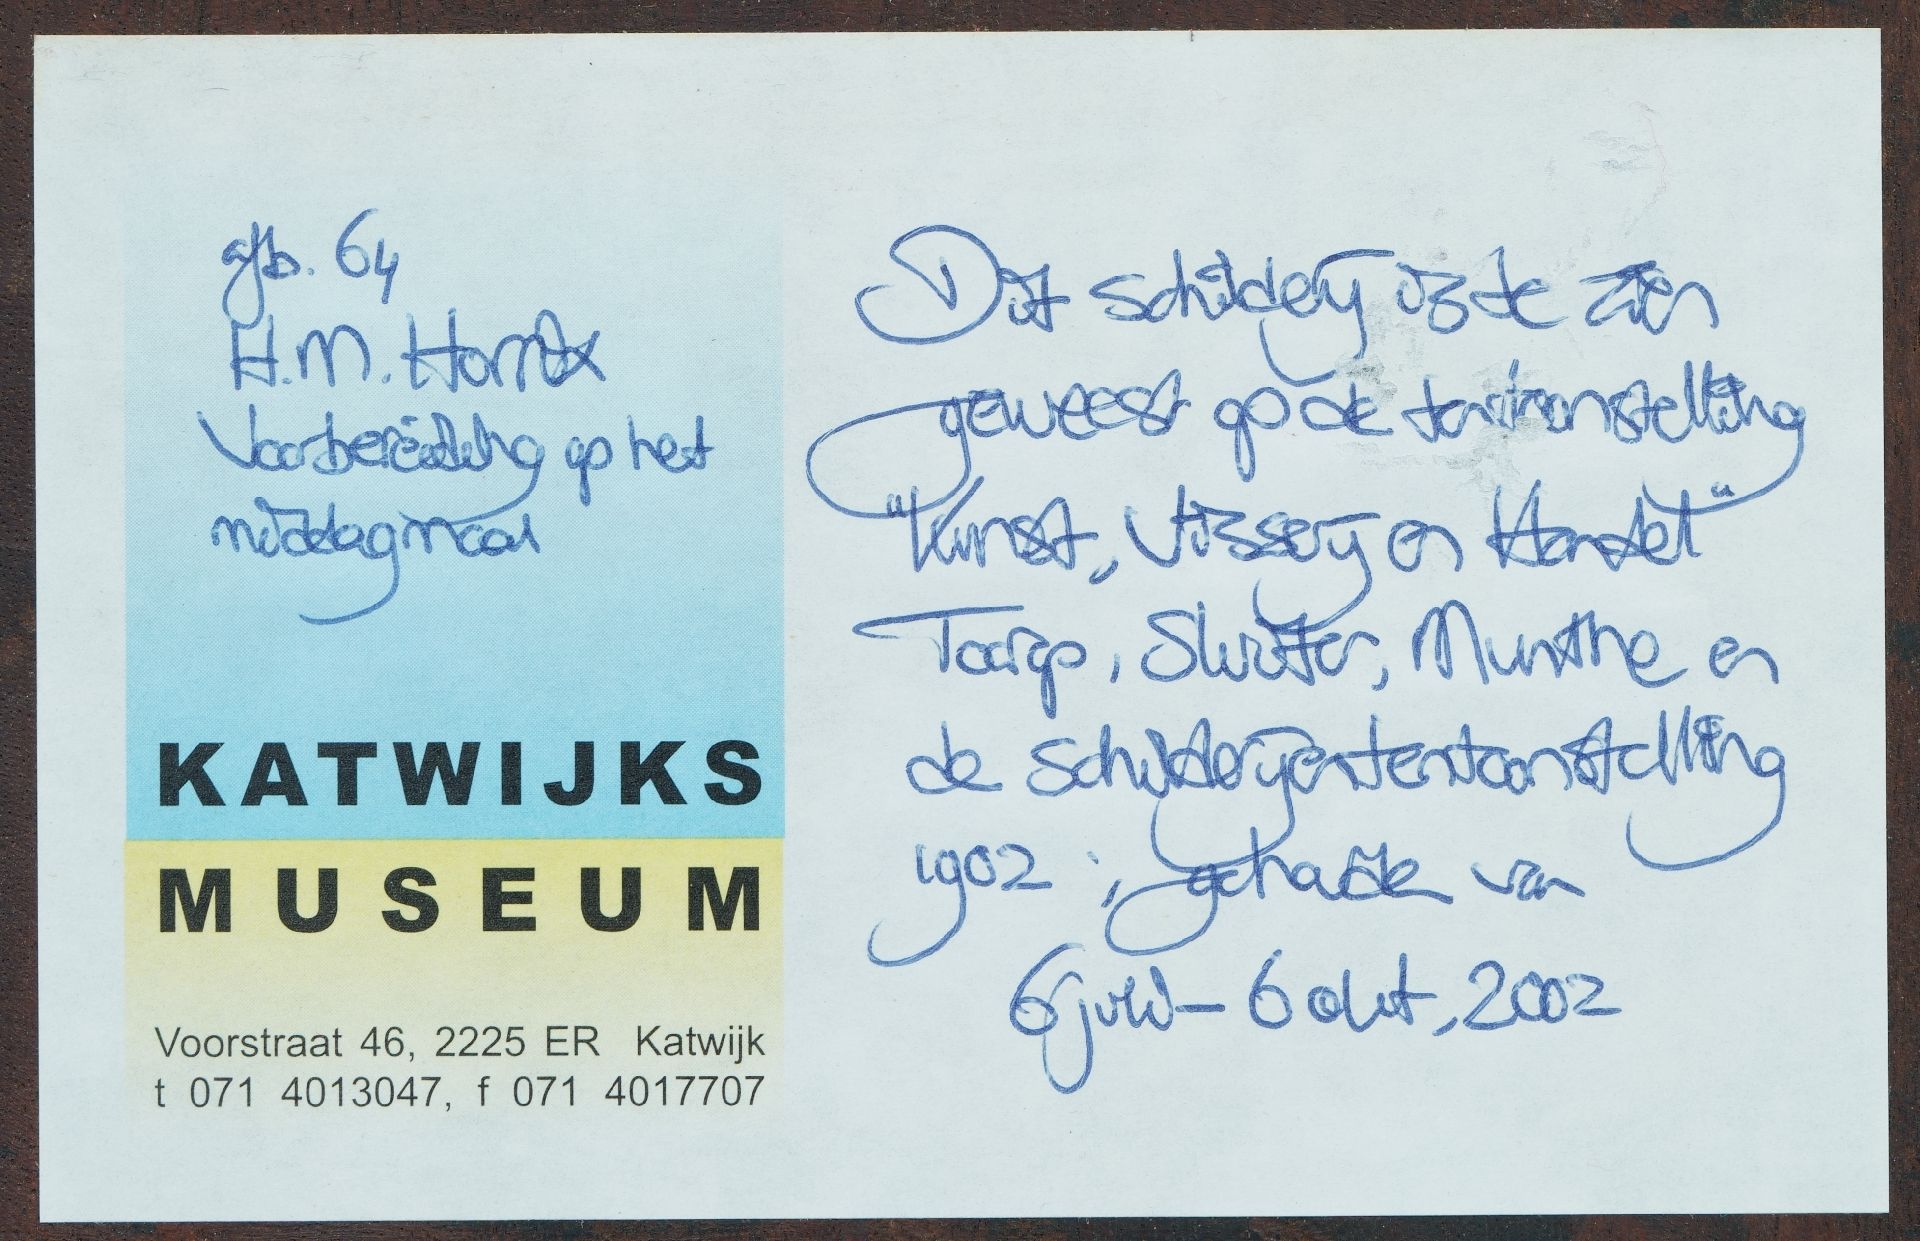 afb. 64
H.M. Horrix
Voorbereiding op het
middagmaal
KATWIJKS
MUSEUM
Voorstraat 46, 2225 ER Katwijk
t 071 4013047, f 071 4017707
Dit schilderij is te zien
geweest op de tentoonstelling
"Kunst, Visserij en Handel"
Toorop, Sluiter, Munthe en
de schilderijententoonstelling
1902; gehouden van
6 juli - 6 okt, 2002